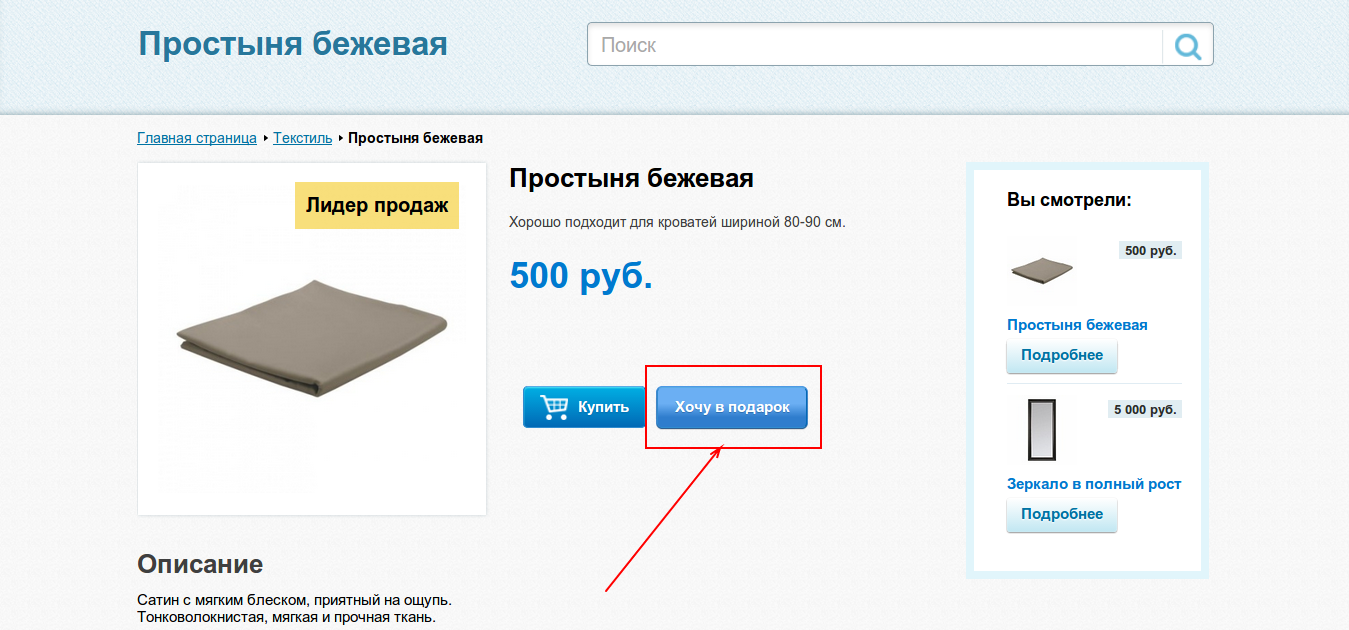 Простыня бежевая
Поиск
Главная страница Текстиль Простыня бежевая
Лидер продаж
Простыня бежевая
Хорошо подходит для кроватей шириной 80-90 см.
500 руб.
Купить
Хочу в подарок
Вы смотрели:
500 руб.
Простыня бежевая
Подробнее
5 000 руб.
Зеркало в полный рост
Подробнее
Описание
Сатин с мягким блеском, приятный на ощупь.
Тонковолокнистая, мягкая и прочная ткань.